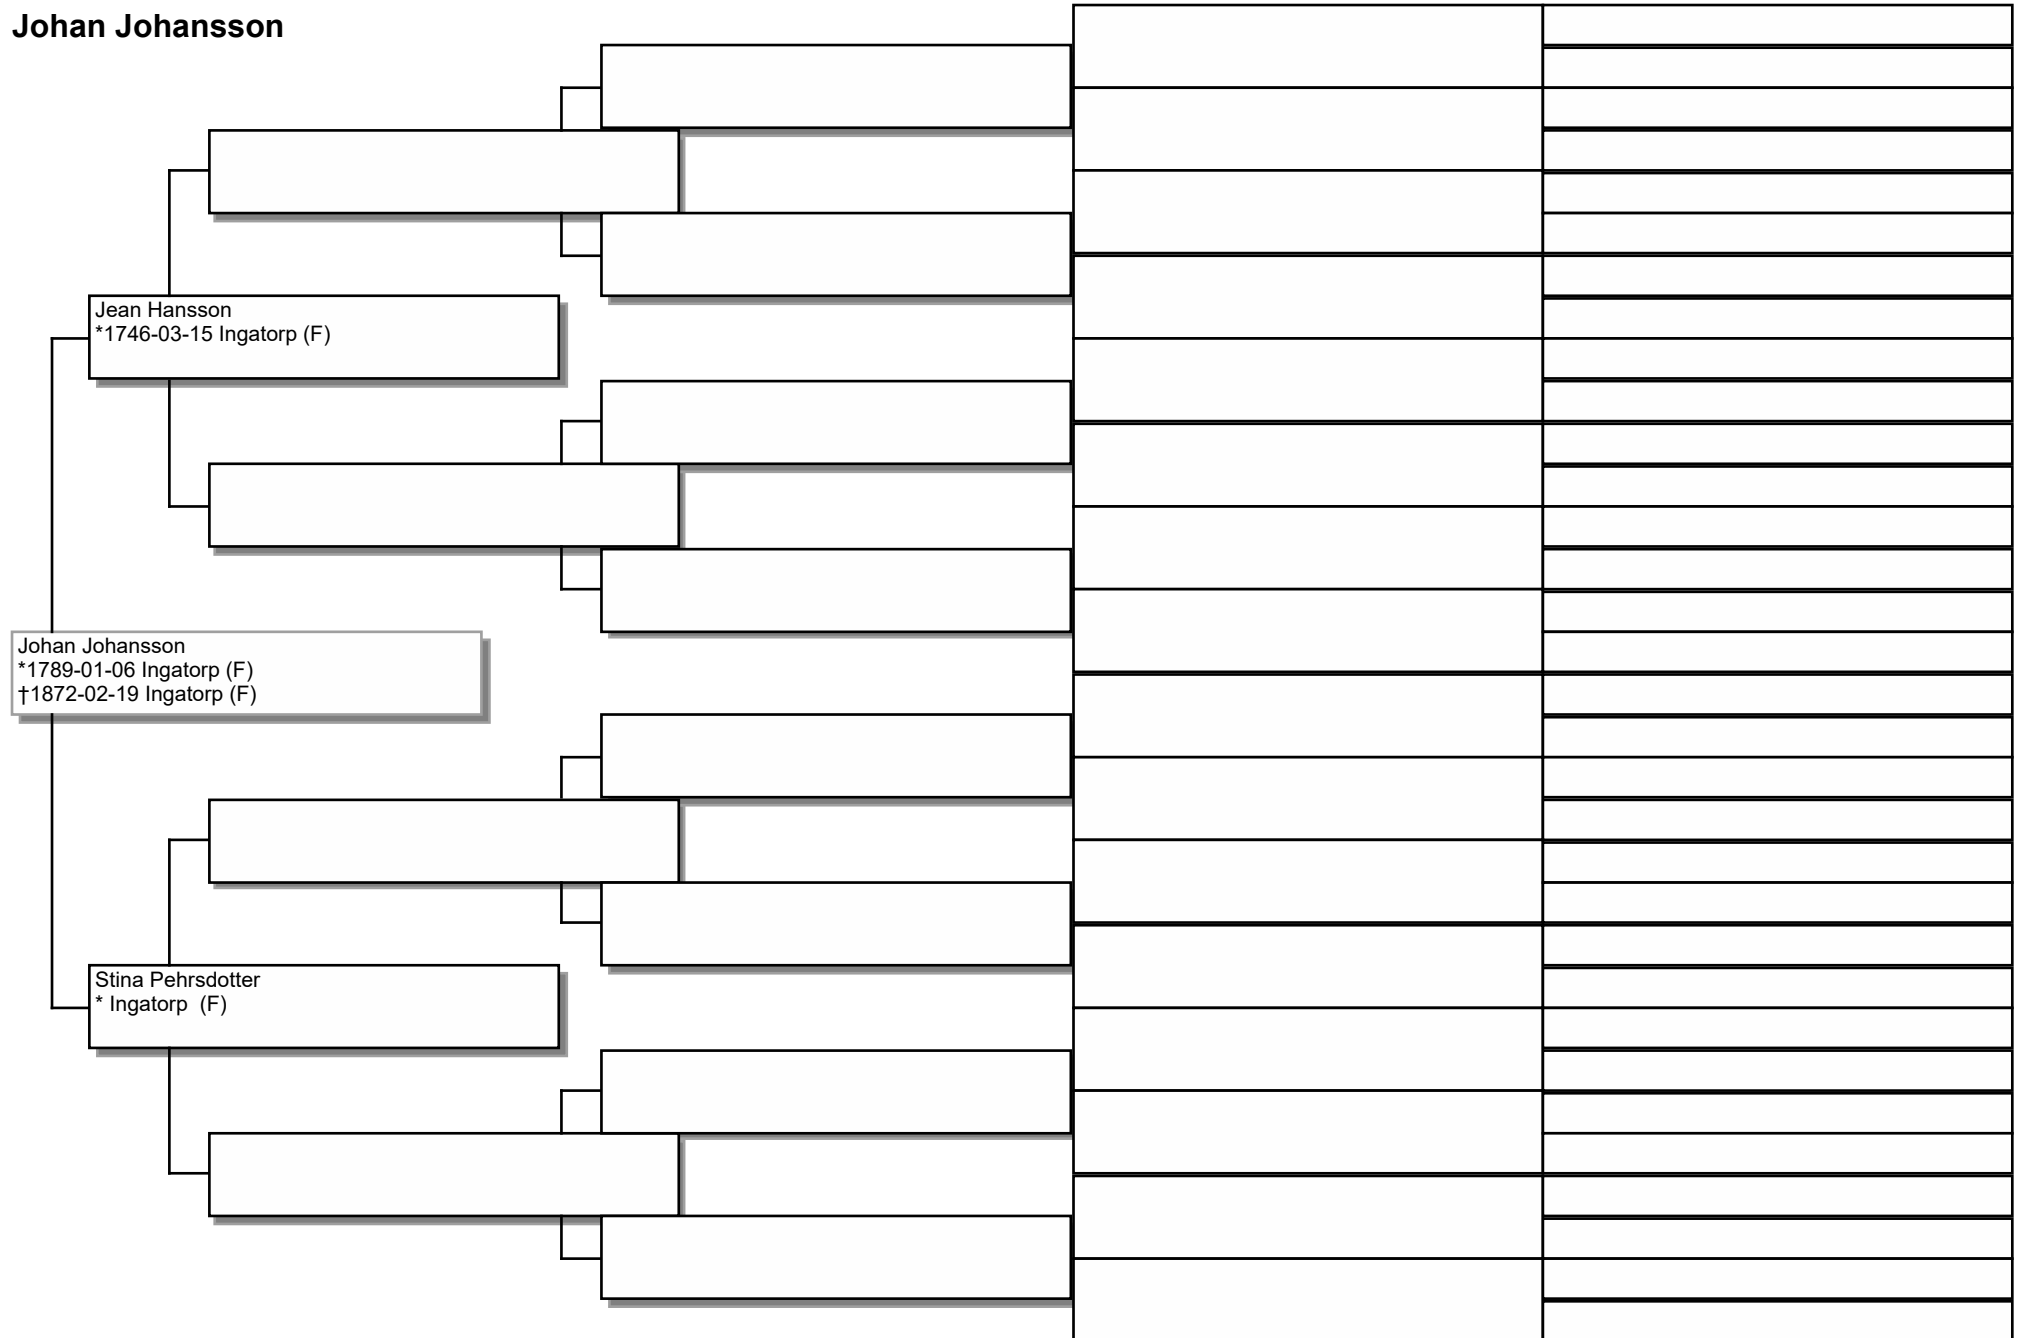 Johan Johansson
Jean Hansson
*1746-03-15 Ingatorp (F)
Johan Johansson
*1789-01-06 Ingatorp (F)
†1872-02-19 Ingatorp (F)
Stina Pehrsdotter
* Ingatorp  (F)